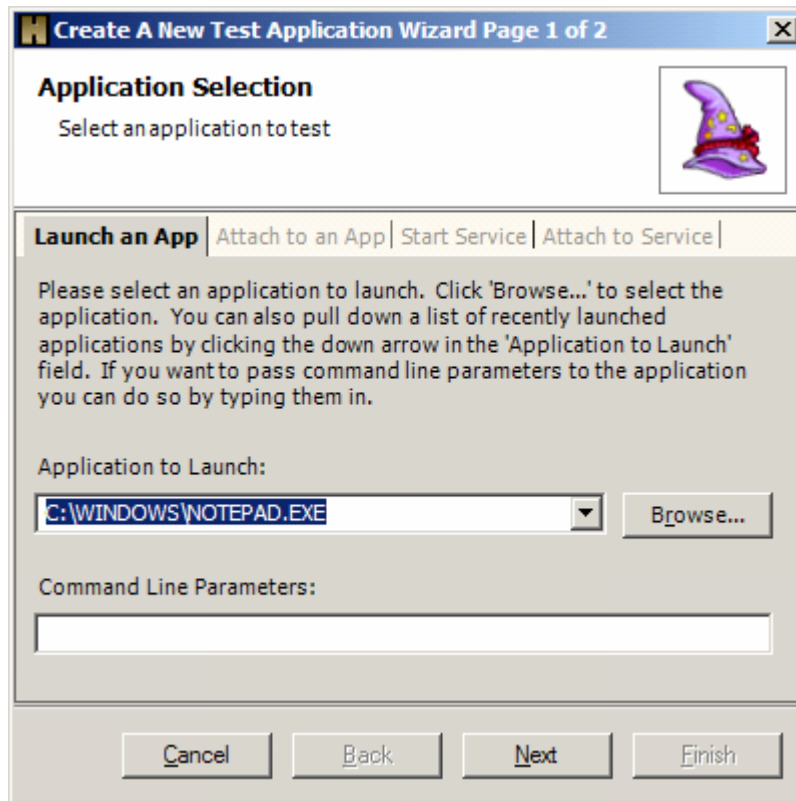 Create A New Test Application Wizard Page 1 of 2
Application Selection
Select an application to test
Launch an App Attach to an App Start Service Attach to Service
Please select an application to launch. Click 'Browse...' to select the
application. You can also pull down a list of recently launched
applications by clicking the down arrow in the 'Application to Launch'
field. If you want to pass command line parameters to the application
you can do so by typing them in.
Application to Launch:
C:\WINDOWS\NOTEPAD.EXE Browse...
Command Line Parameters:
Cancel Back Next Finish